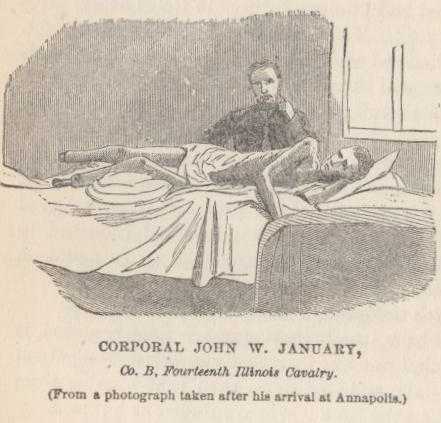 CORPORAL JOHN W. JANUARY,
Co. B, Fourteenth Illinois Cavalry.
(From a photograph taken after his arrival at Annapolis.)